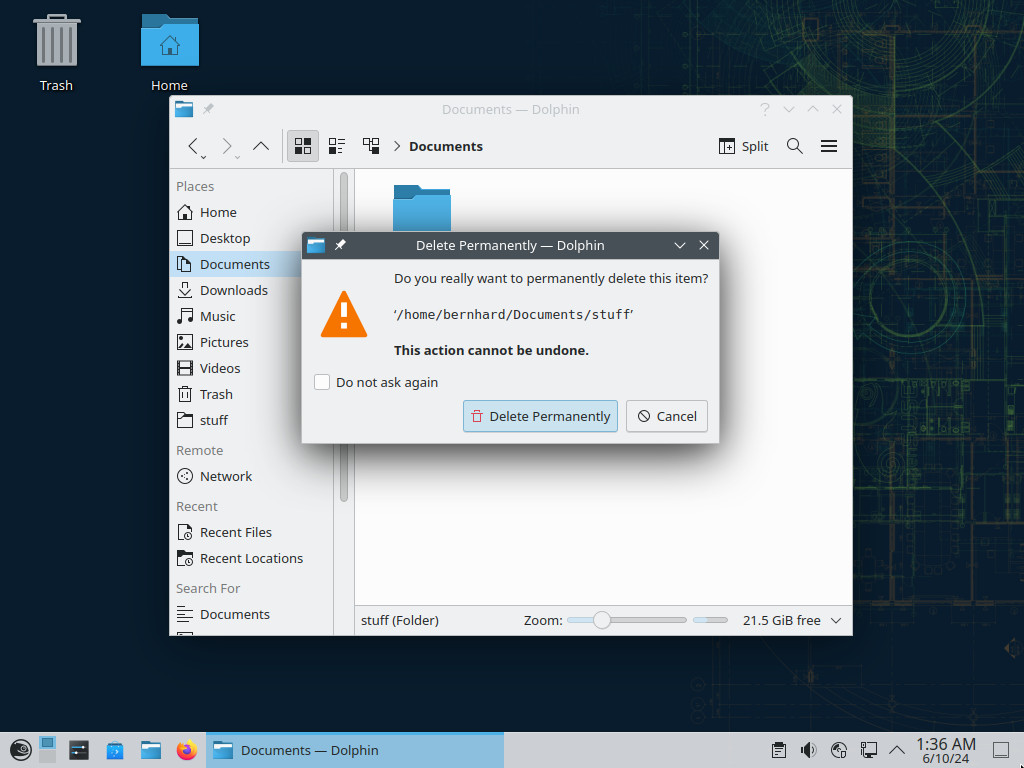 Trash
Home
Documents — Dolphin
Documents
Split
Places
Home
Desktop
Documents
Downloads
Music
Pictures
Videos
Trash
stuff
Remote
Network
Recent
Recent Files
Recent Locations
Search For
Documents
Delete Permanently — Dolphin
Do you really want to permanently delete this item?
‘/home/bernhard/Documents/stuff’
This action cannot be undone.
Do not ask again
Delete Permanently
Cancel
stuff (Folder)
Zoom:
21.5 GiB free
Documents — Dolphin
1:36 AM
6/10/24